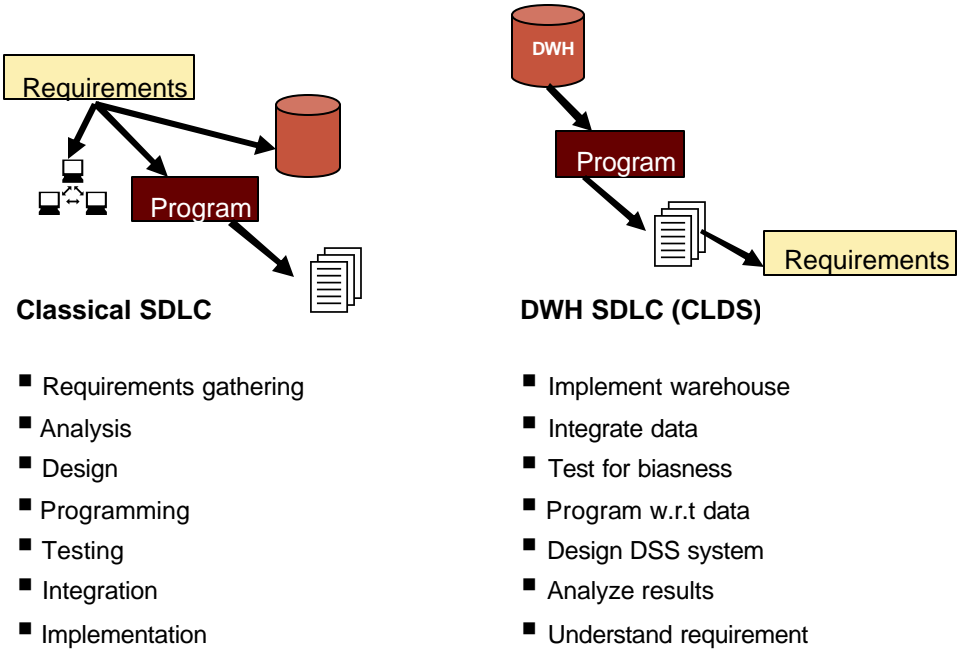 Requirements
Program
Classical SDLC
▪ Requirements gathering
▪ Analysis
▪ Design
▪ Programming
▪ Testing
▪ Integration
▪ Implementation
DWH
Program
Requirements
DWH SDLC (CLDS)
▪ Implement warehouse
▪ Integrate data
▪ Test for biasness
▪ Program w.r.t data
▪ Design DSS system
▪ Analyze results
▪ Understand requirement